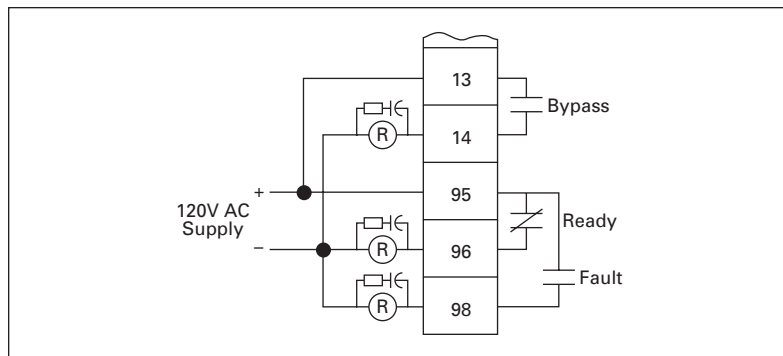 13
Bypass
R
14
+
95
120V AC
Supply
Ready
–
R
96
Fault
R
98